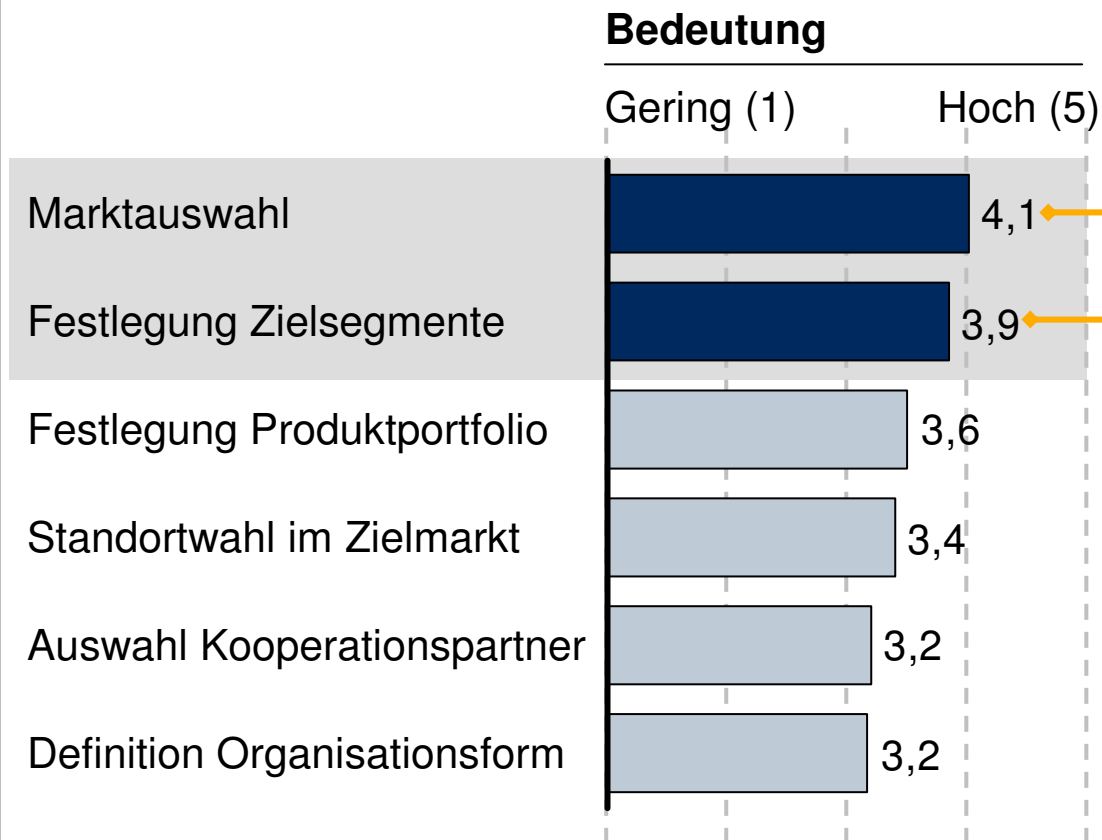 Bedeutung
Gering (1) Hoch (5)
Marktauswahl 4,1
Festlegung Zielsegmente 3,9
Festlegung Produktportfolio 3,6
Standortwahl im Zielmarkt 3,4
Auswahl Kooperationspartner 3,2
Definition Organisationsform 3,2